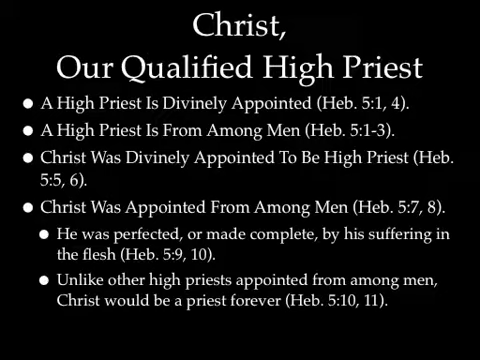 Christ,
Our Qualified High Priest
● A High Priest Is Divinely Appointed (Heb. 5:1, 4).
● A High Priest Is From Among Men (Heb. 5:1-3).
● Christ Was Divinely Appointed To Be High Priest (Heb.
5:5, 6).
● Christ Was Appointed From Among Men (Heb. 5:7, 8).
● He was perfected, or made complete, by his suffering in
the flesh (Heb. 5:9, 10).
● Unlike other high priests appointed from among men,
Christ would be a priest forever (Heb. 5:10, 11).